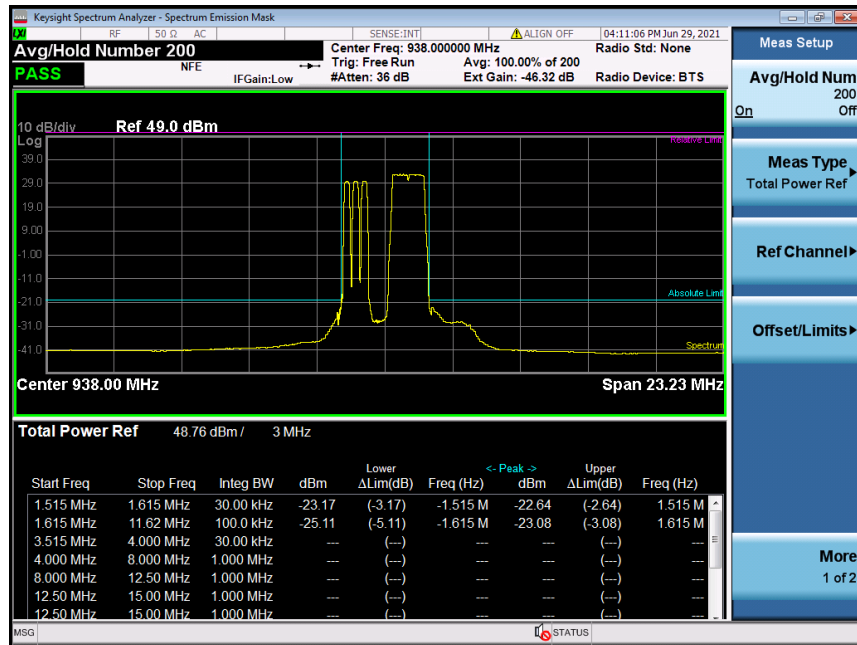 Keysight Spectrum Analyzer - Spectrum Emission Mask
LXI RF 50 Ω AC SENSE:INT ALIGN OFF 04:11:06 PM Jun 29, 2021
Avg/Hold Number 200
PASS
NFE
IFGain:Low
Center Freq: 938.000000 MHz
Trig: Free Run
#Atten: 36 dB
Avg: 100.00% of 200
Ext Gain: -46.32 dB
Radio Std: None
Radio Device: BTS
10 dB/div Ref 49.0 dBm
Log
Relative Limit
39.0
29.0
19.0
9.00
-1.00
-11.0
-21.0
Absolute Limit
-31.0
-41.0
Spectrum
Center 938.00 MHz Span 23.23 MHz
Total Power Ref 48.76 dBm / 3 MHz
Lower <- Peak -> Upper
Start Freq Stop Freq Integ BW dBm ΔLim(dB) Freq (Hz) dBm ΔLim(dB) Freq (Hz)
1.515 MHz 1.615 MHz 30.00 kHz -23.17 (-3.17) -1.515 M -22.64 (-2.64) 1.515 M
1.615 MHz 11.62 MHz 100.0 kHz -25.11 (-5.11) -1.615 M -23.08 (-3.08) 1.615 M
3.515 MHz 4.000 MHz 30.00 kHz --- (---) --- --- (---) ---
4.000 MHz 8.000 MHz 1.000 MHz --- (---) --- --- (---) ---
8.000 MHz 12.50 MHz 1.000 MHz --- (---) --- --- (---) ---
12.50 MHz 15.00 MHz 1.000 MHz --- (---) --- --- (---) ---
12.50 MHz 15.00 MHz 1.000 MHz --- (---) --- --- (---) ---
MSG STATUS
Meas Setup
Avg/Hold Num
200
On Off
Meas Type
Total Power Ref
Ref Channel
Offset/Limits
More
1 of 2